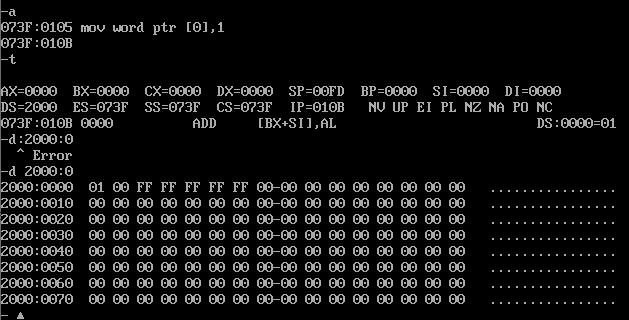 -a
073F:0105 mov word ptr [0],1
073F:010B
-t
AX=0000  BX=0000  CX=0000  DX=0000  SP=00FD  BP=0000  SI=0000  DI=0000
DS=2000  ES=073F  SS=073F  CS=073F  IP=010B   NV UP EI PL NZ NA PO NC
073F:010B 0000          ADD     [BX+SI],AL                         DS:0000=01
-d:2000:0
  ^ Error
-d 2000:0
2000:0000  01 00 FF FF FF FF FF 00-00 00 00 00 00 00 00 00   ................
2000:0010  00 00 00 00 00 00 00 00-00 00 00 00 00 00 00 00   ................
2000:0020  00 00 00 00 00 00 00 00-00 00 00 00 00 00 00 00   ................
2000:0030  00 00 00 00 00 00 00 00-00 00 00 00 00 00 00 00   ................
2000:0040  00 00 00 00 00 00 00 00-00 00 00 00 00 00 00 00   ................
2000:0050  00 00 00 00 00 00 00 00-00 00 00 00 00 00 00 00   ................
2000:0060  00 00 00 00 00 00 00 00-00 00 00 00 00 00 00 00   ................
2000:0070  00 00 00 00 00 00 00 00-00 00 00 00 00 00 00 00   ................
- ▲